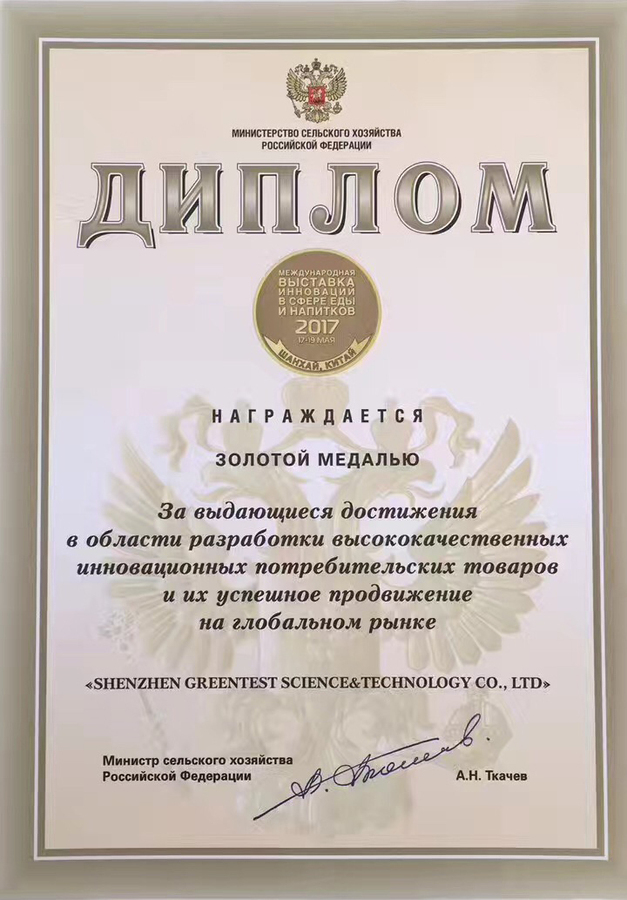 МИНИСТЕРСТВО СЕЛЬСКОГО ХОЗЯЙСТВА
РОССИЙСКОЙ ФЕДЕРАЦИИ
ДИПЛОМ
МЕЖДУНАРОДНАЯ
ВЫСТАВКА
ИННОВАЦИЙ
В СФЕРЕ ЕДЫ
И НАПИТКОВ
2017
17-19 МАЯ
ШАНХАЙ, КИТАЙ
НАГРАЖДАЕТСЯ
ЗОЛОТОЙ МЕДАЛЬЮ
За выдающиеся достижения
в области разработки высококачественных
инновационных потребительских товаров
и их успешное продвижение
на глобальном рынке
«SHENZHEN GREENTEST SCIENCE&TECHNOLOGY CO., LTD»
Министр сельского хозяйства
Российской Федерации
А.Н. Ткачев